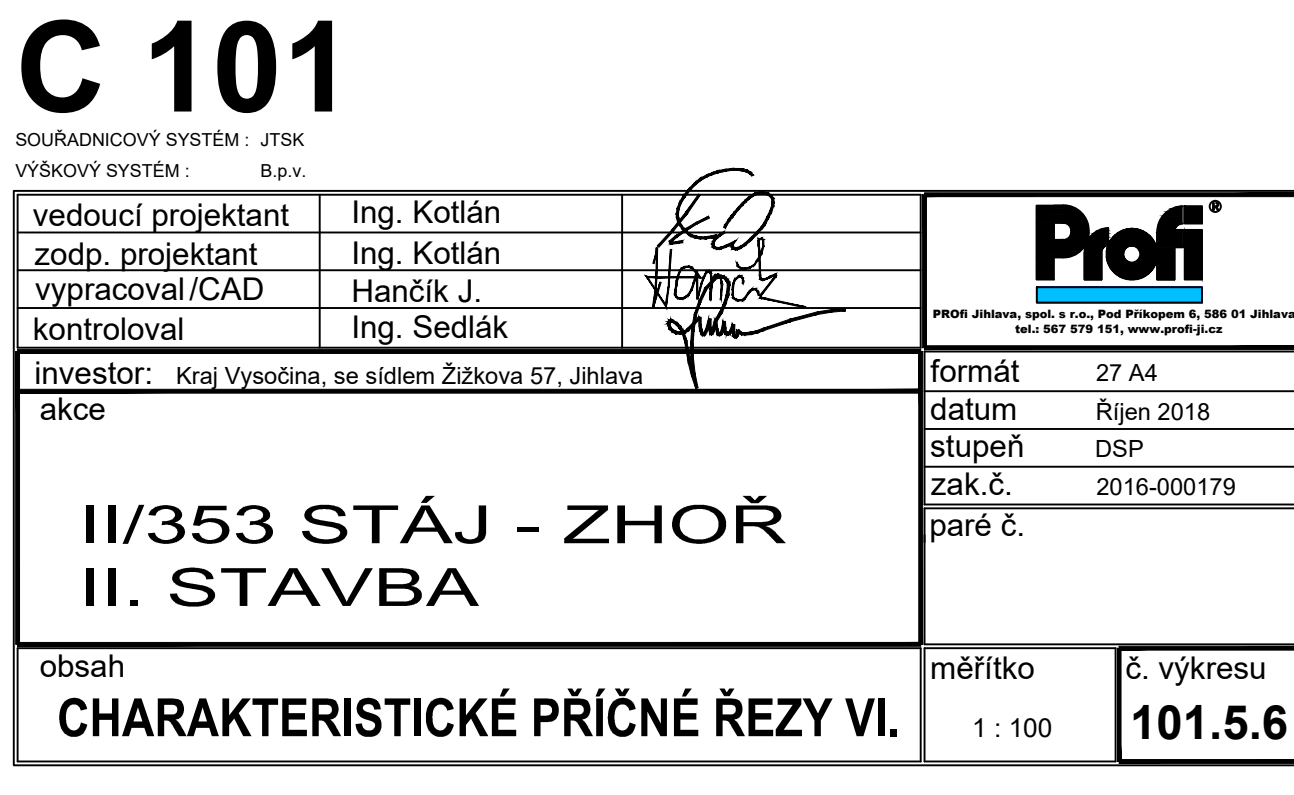 C 101
SOUŘADNICOVÝ SYSTÉM : JTSK
VÝŠKOVÝ SYSTÉM : B.p.v.
vedoucí projektant Ing. Kotlán
zodp. projektant Ing. Kotlán
vypracoval /CAD Hančík J.
kontroloval Ing. Sedlák
Profi ®
PROfi Jihlava, spol. s r.o., Pod Příkopem 6, 586 01 Jihlava
tel.: 567 579 151, www.profi-ji.cz
investor: Kraj Vysočina, se sídlem Žižkova 57, Jihlava
formát 27 A4
akce
datum Říjen 2018
stupeň DSP
zak.č. 2016-000179
II/353 STÁJ - ZHOŘ
II. STAVBA
paré č.
obsah
CHARAKTERISTICKÉ PŘÍČNÉ ŘEZY VI.
měřítko
1 : 100
č. výkresu
101.5.6